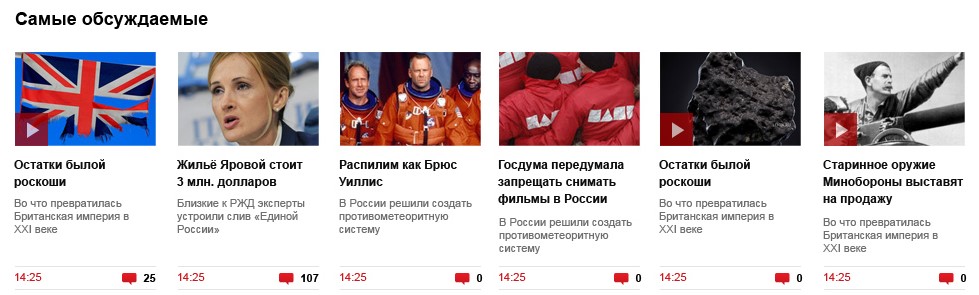 Самые обсуждаемые
Остатки былой
роскоши
Во что превратилась
Британская империя в
XXI веке
14:25
25
Жильё Яровой стоит
3 млн. долларов
Близкие к РЖД эксперты
устроили слив «Единой
России»
14:25
107
Распилим как Брюс
Уиллис
В России решили создать
противометеоритную
систему
14:25
0
Госдума передумала
запрещать снимать
фильмы в России
В России решили создать
противометеоритную
систему
14:25
0
Остатки былой
роскоши
Во что превратилась
Британская империя в
XXI веке
14:25
0
Старинное оружие
Минобороны выставят
на продажу
Во что превратилась
Британская империя в
XXI веке
14:25
0